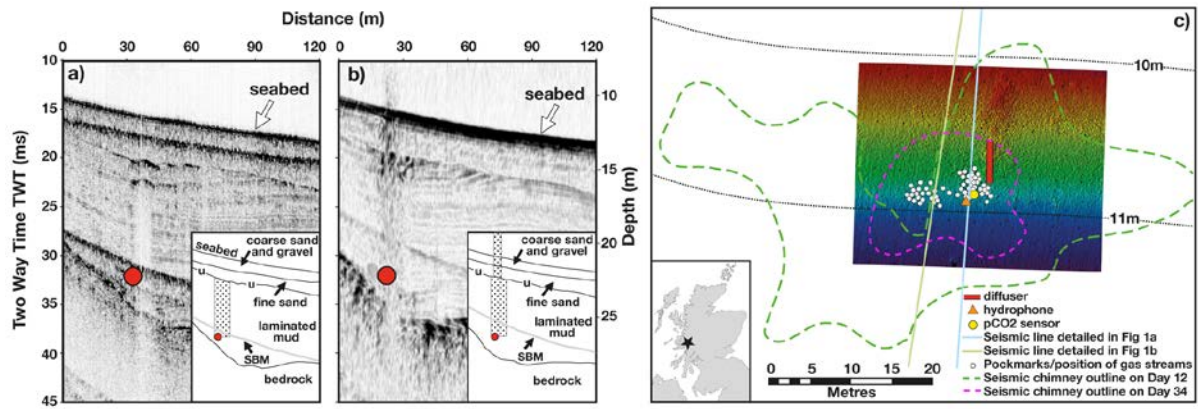 Distance (m)
0 30 60 90 120
0 30 60 90 120
a)
seabed
b)
seabed
Two Way Time TWT (ms)
10
15
20
25
30
35
40
45
Depth (m)
10
15
20
25
seabed
coarse sand
and gravel
u
u
fine sand
laminated
mud
SBM
bedrock
coarse sand
and gravel
u
u
fine sand
laminated
mud
SBM
bedrock
c)
10m
11m
diffuser
hydrophone
pCO2 sensor
Seismic line detailed in Fig 1a
Seismic line detailed in Fig 1b
Pockmarks/position of gas streams
Seismic chimney outline on Day 12
Seismic chimney outline on Day 34
0 10 20
Metres